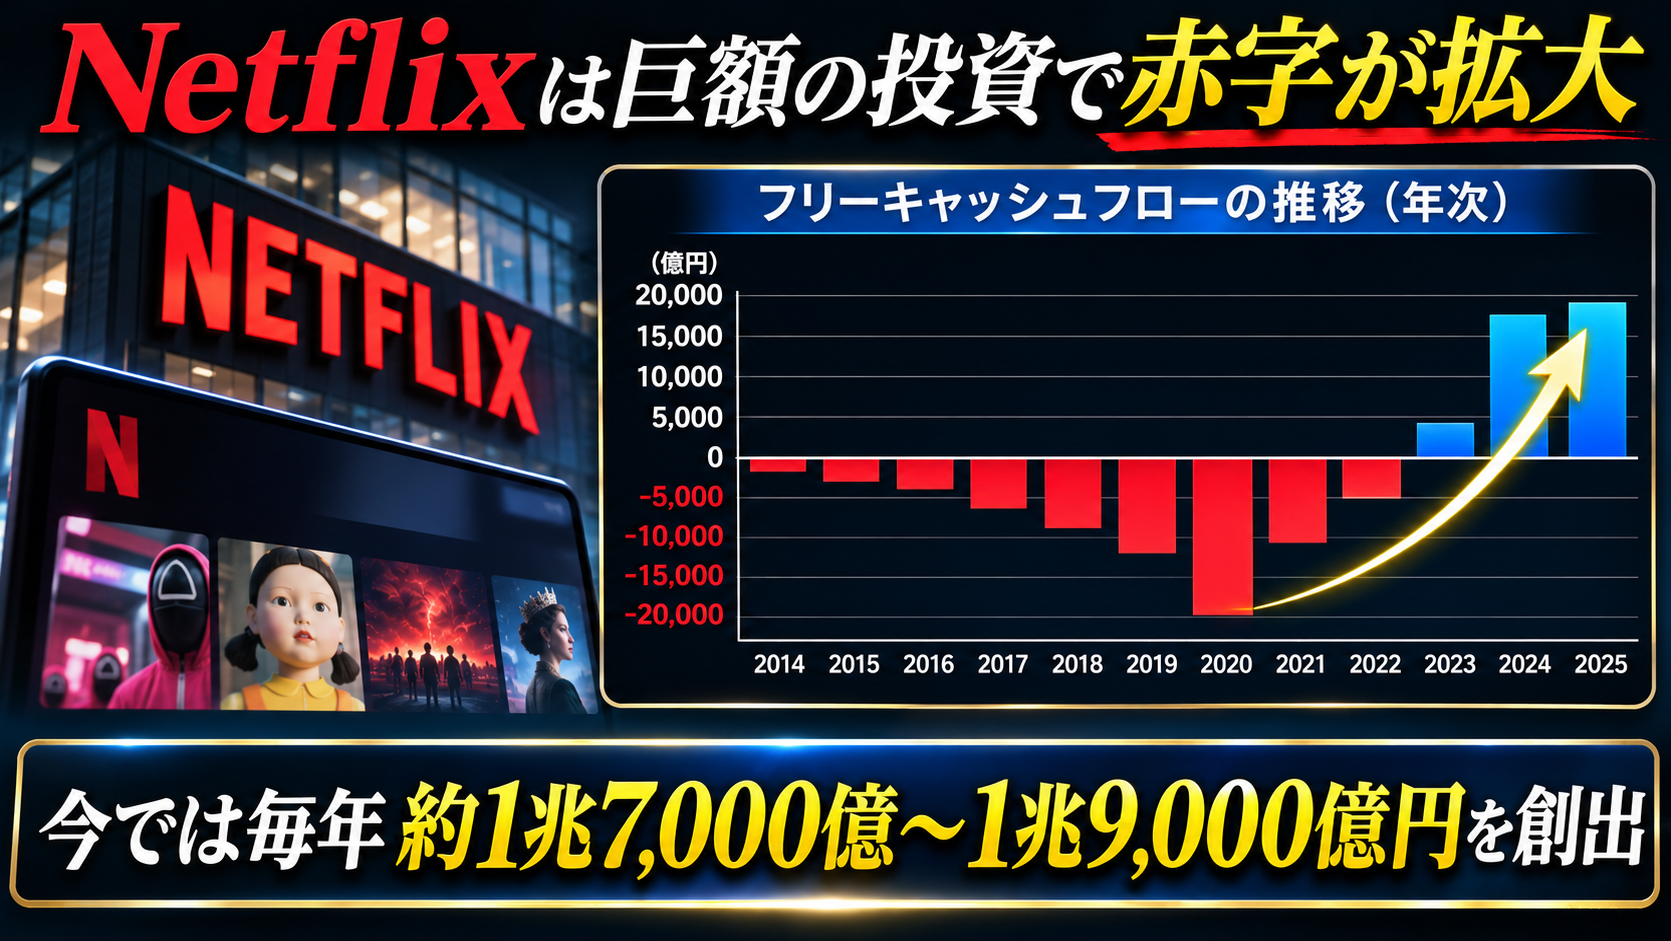 Netflixは巨額の投資で赤字が拡大
NETFLIX
N
フリーキャッシュフローの推移（年次）
（億円）
20,000
15,000
10,000
5,000
0
-5,000
-10,000
-15,000
-20,000
2014 2015 2016 2017 2018 2019 2020 2021 2022 2023 2024 2025
今では毎年 約1兆7,000億〜1兆9,000億円を創出